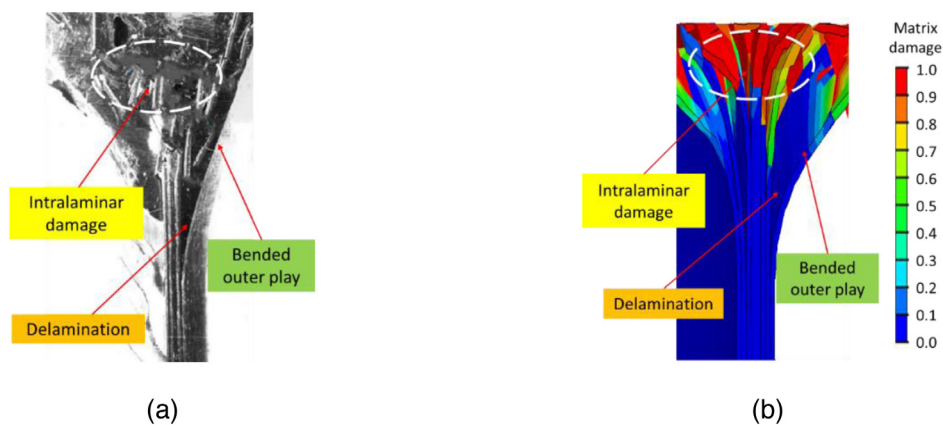 Intralaminar
damage
Bended
outer play
Delamination
(a)
Matrix
damage
1.0
0.9
0.8
0.7
0.6
0.5
0.4
0.3
0.2
0.1
0.0
Intralaminar
damage
Bended
outer play
Delamination
(b)